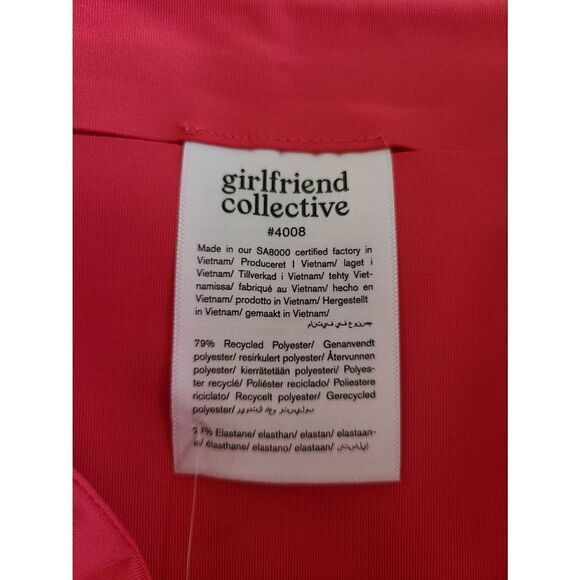 girlfriend
collective
#4008
Made in our SA8000 certified factory in
Vietnam/ Produceret I Vietnam/ laget i
Vietnam/ Tillverkad i Vietnam/ tehty Viet-
namissa/ fabriqué au Vietnam/ hecho en
Vietnam/ prodotto in Vietnam/ Hergestellt
in Vietnam/ gemaakt in Vietnam/
79% Recycled Polyester/ Genanvendt
polyester/ resirkulert polyester/ Återvunnen
polyester/ kierrätetään polyesteri/ Polyes-
ter recyclé/ Poliéster reciclado/ Poliestere
riciclato/ Recycelt polyester/ Gerecycled
polyester/
Elastane/ elasthan/ elastan/ elastaan-
élasthane/ elastano/ elastaan/